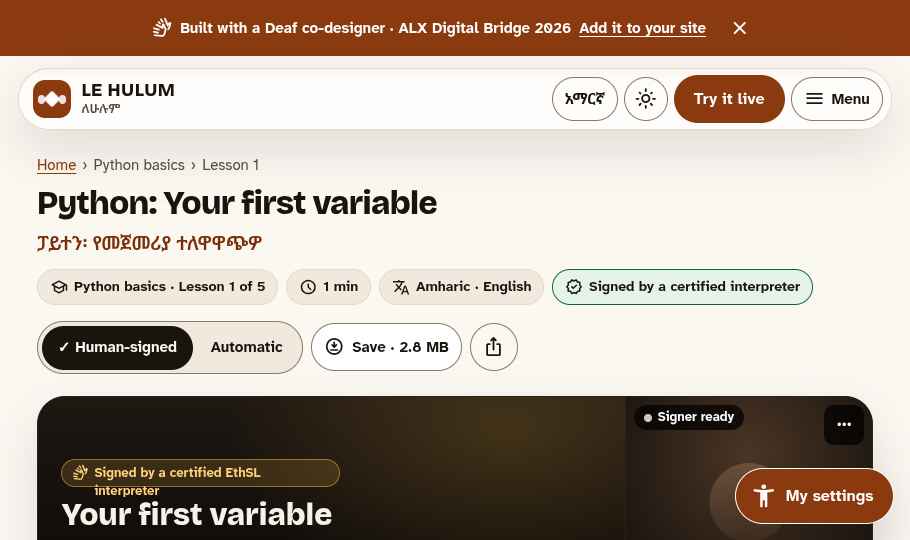 Built with a Deaf co-designer · ALX Digital Bridge 2026 Add it to your site
LE HULUM
ለሁሉም
አማርኛ
Try it live
Menu
Home › Python basics › Lesson 1
Python: Your first variable
ፓይተን፡ የመጀመሪያ ተለዋዋጭዎ
Python basics · Lesson 1 of 5
1 min
Amharic · English
Signed by a certified interpreter
✓ Human-signed
Automatic
Save · 2.8 MB
Signer ready
Signed by a certified EthSL
interpreter
Your first variable
My settings